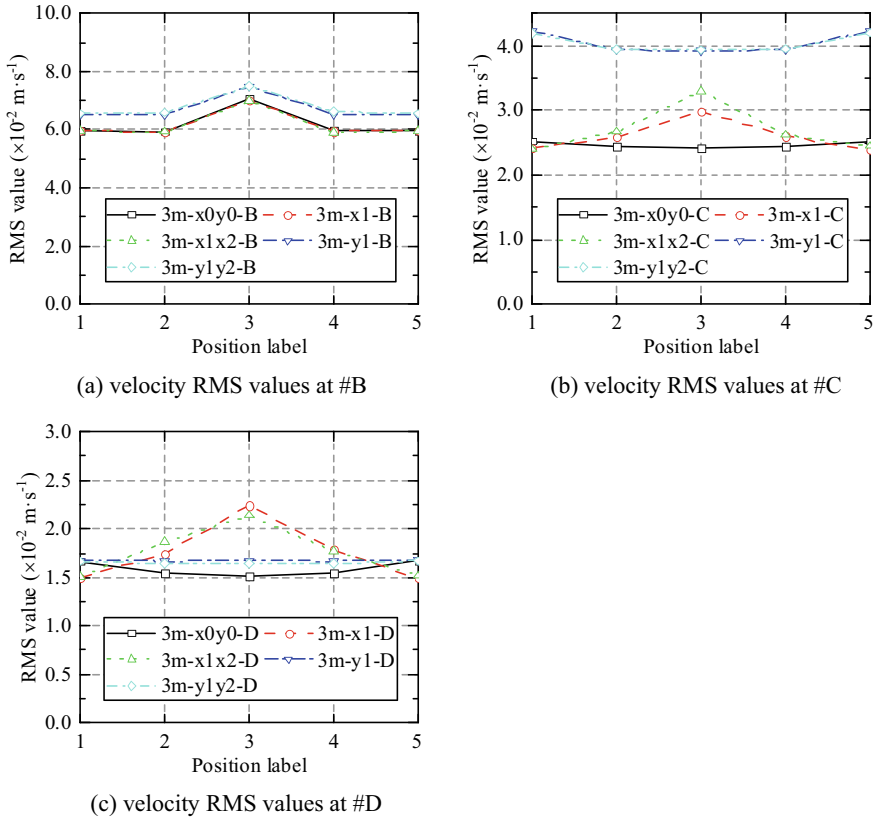 10.0
8.0
6.0
4.0
2.0
0.0
RMS value (×10⁻² m·s⁻¹)
3m-x0y0-B 3m-x1-B
3m-x1x2-B 3m-y1-B
3m-y1y2-B
1 2 3 4 5
Position label
(a) velocity RMS values at #B
4.0
3.0
2.0
1.0
0.0
RMS value (×10⁻² m·s⁻¹)
3m-x0y0-C 3m-x1-C
3m-x1x2-C 3m-y1-C
3m-y1y2-C
1 2 3 4 5
Position label
(b) velocity RMS values at #C
3.0
2.5
2.0
1.5
1.0
0.5
0.0
RMS value (×10⁻² m·s⁻¹)
3m-x0y0-D 3m-x1-D
3m-x1x2-D 3m-y1-D
3m-y1y2-D
1 2 3 4 5
Position label
(c) velocity RMS values at #D